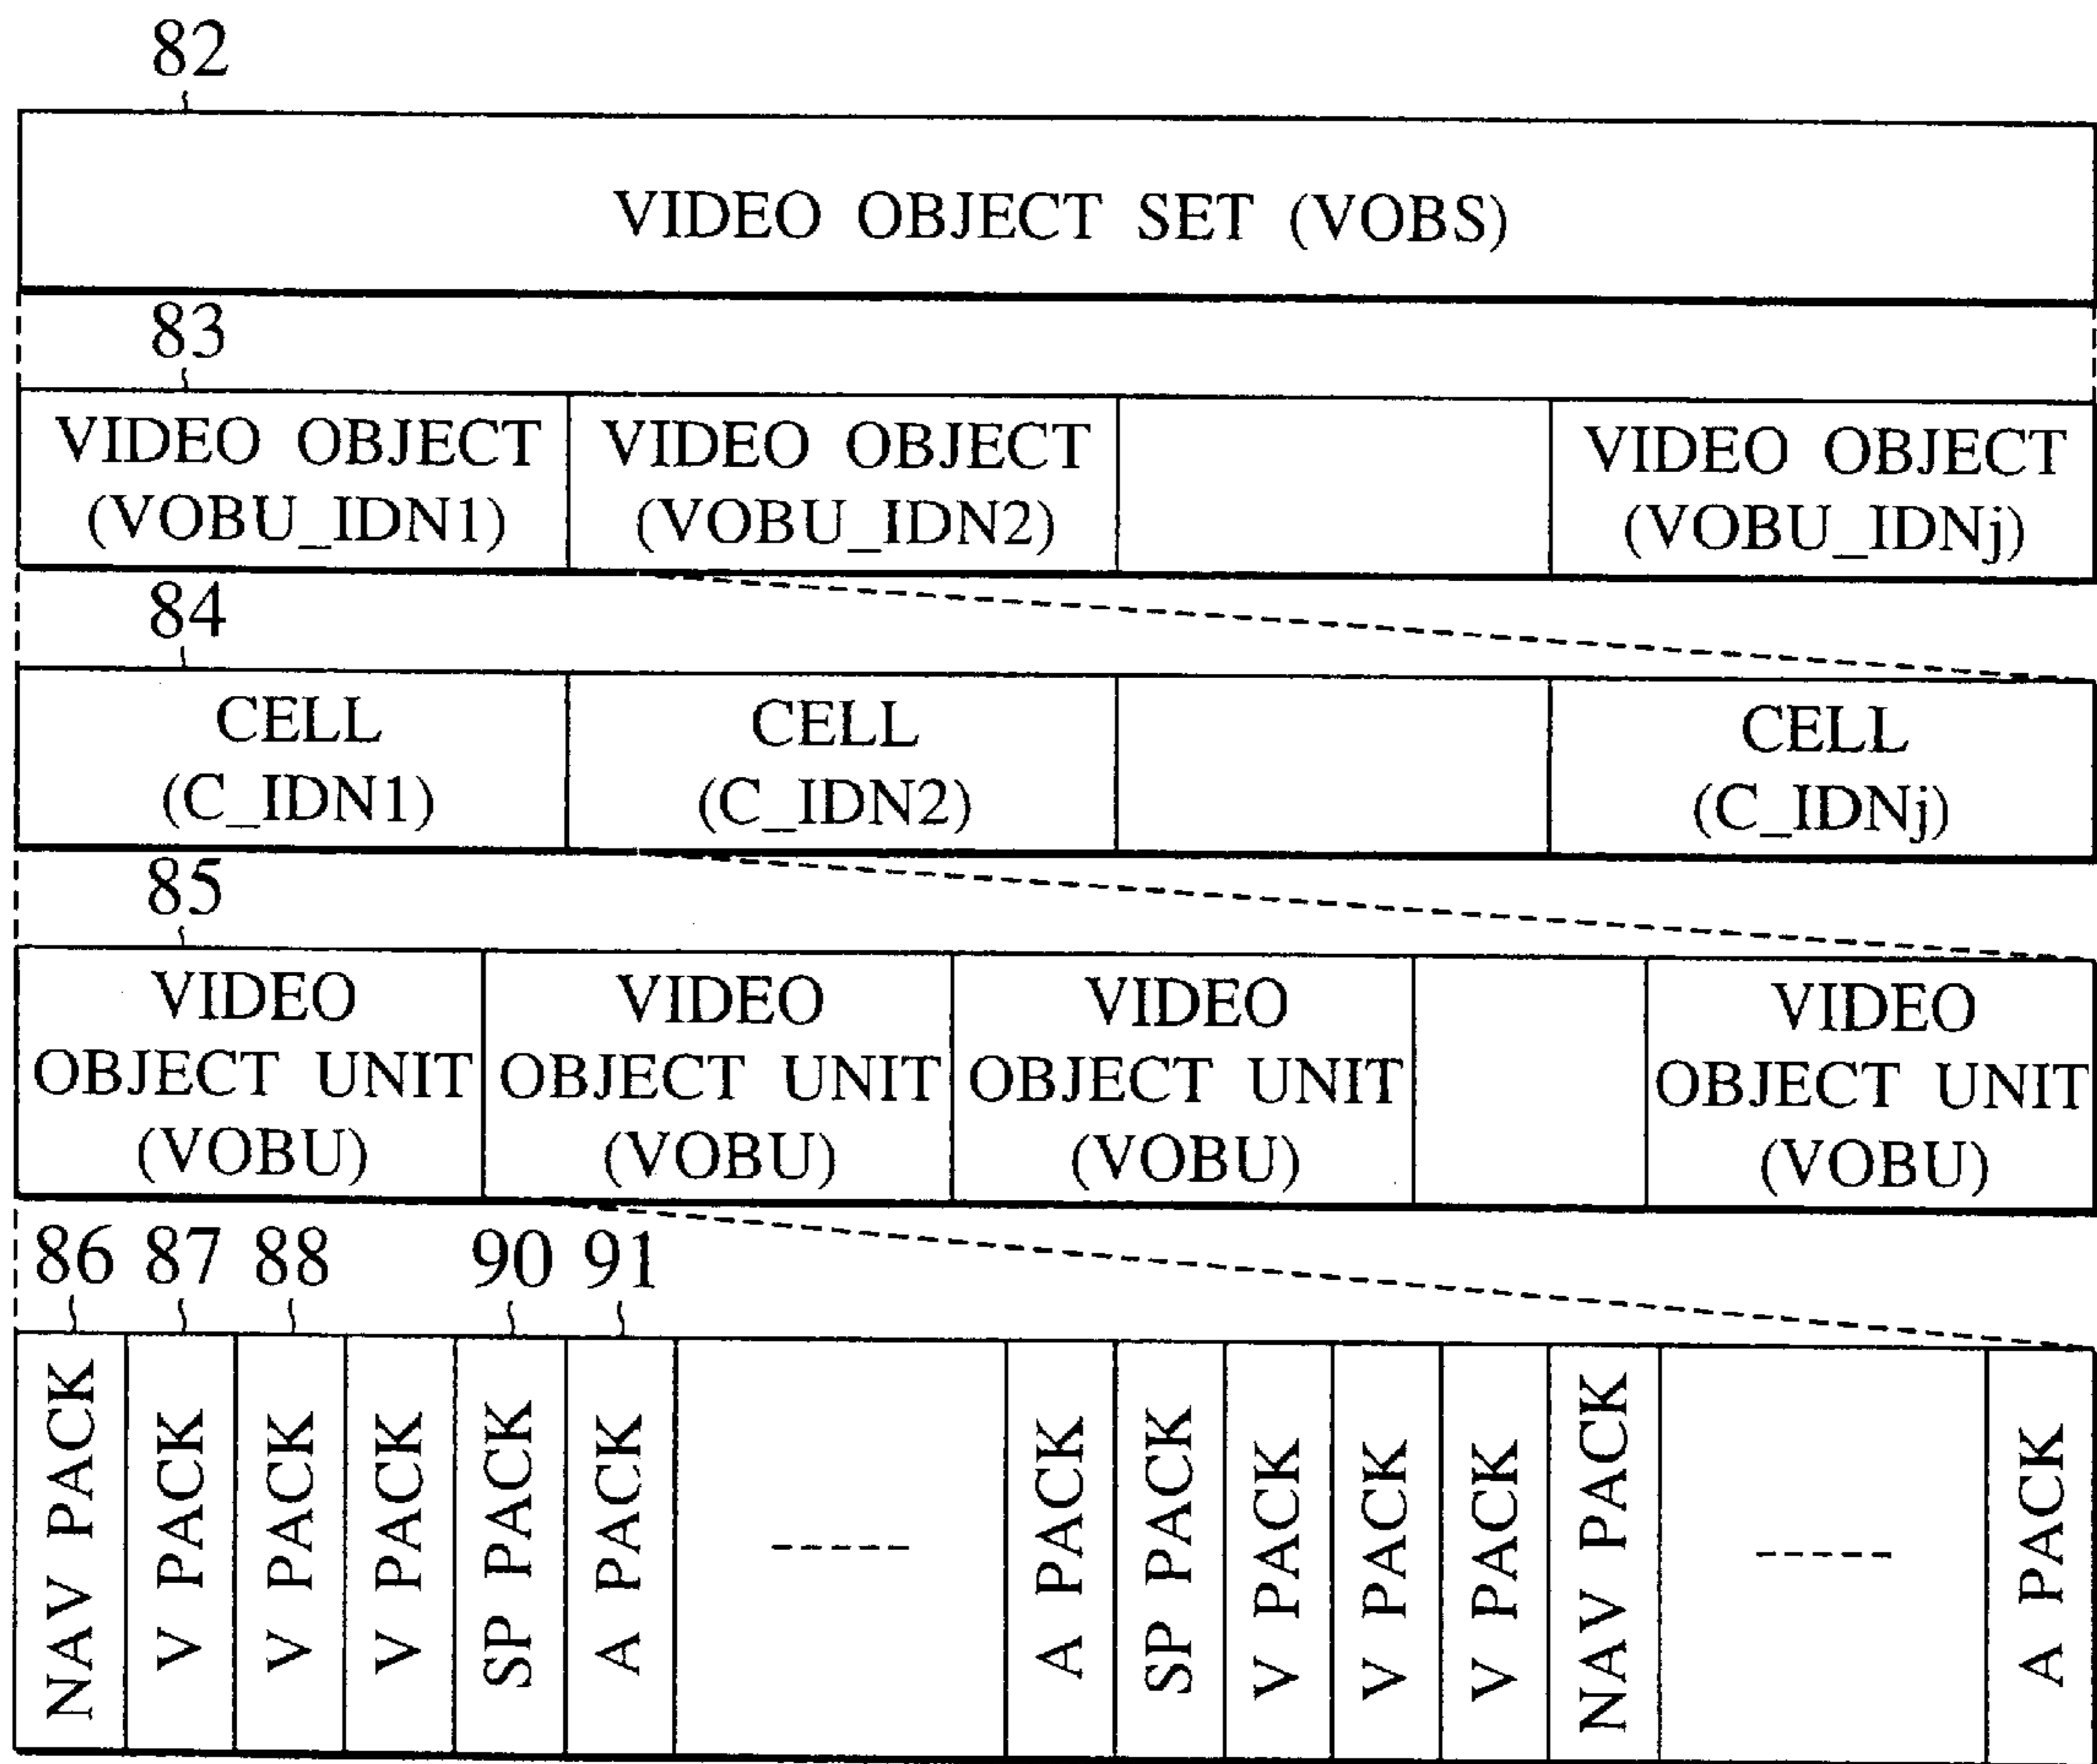 82
VIDEO OBJECT SET (VOBS)
83
VIDEO OBJECT
(VOBU_IDN1)
VIDEO OBJECT
(VOBU_IDN2)
VIDEO OBJECT
(VOBU_IDNj)
84
CELL
(C_IDN1)
CELL
(C_IDN2)
CELL
(C_IDNj)
85
VIDEO
OBJECT UNIT
(VOBU)
VIDEO
OBJECT UNIT
(VOBU)
VIDEO
OBJECT UNIT
(VOBU)
VIDEO
OBJECT UNIT
(VOBU)
86 87 88 90 91
NAV PACK
V PACK
V PACK
V PACK
SP PACK
A PACK
-----
A PACK
SP PACK
V PACK
V PACK
V PACK
NAV PACK
-----
A PACK